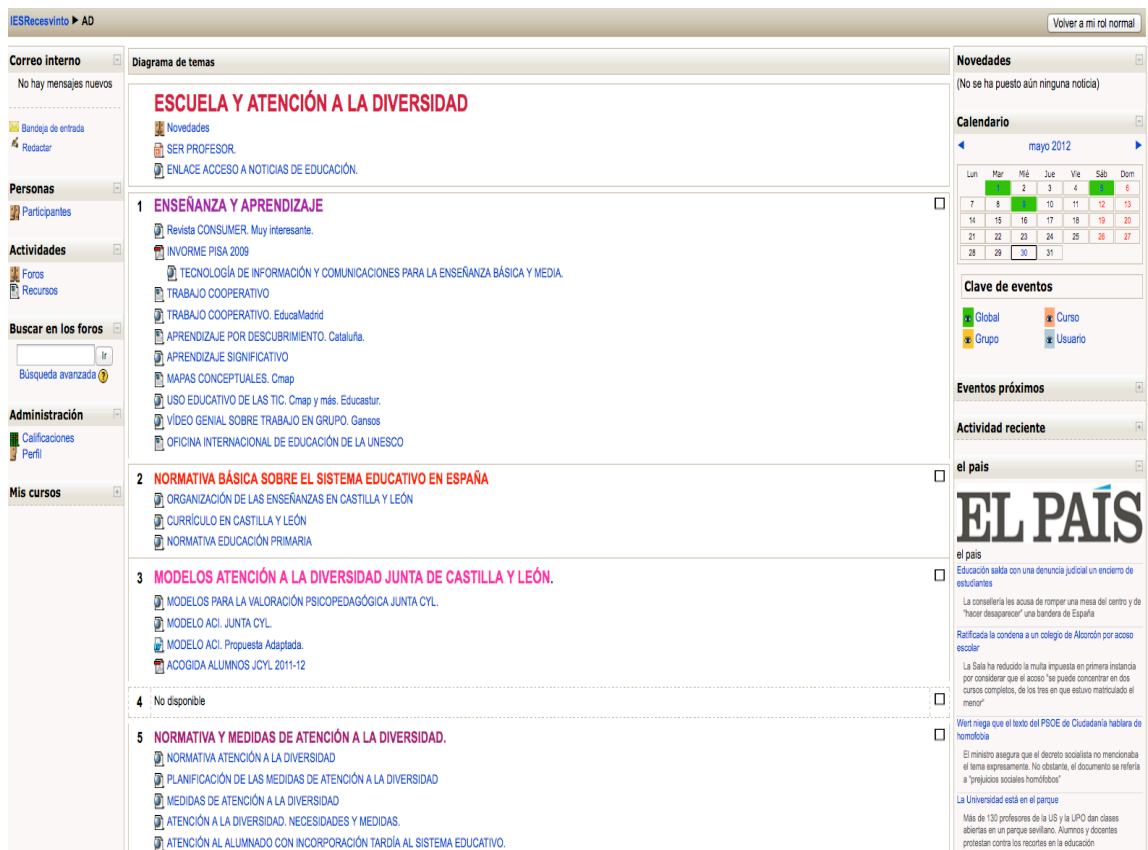 IESRecesvinto ► AD
Volver a mi rol normal
Correo interno
No hay mensajes nuevos
Bandeja de entrada
Redactar
Personas
Participantes
Actividades
Foros
Recursos
Buscar en los foros
Ir
Búsqueda avanzada
Administración
Calificaciones
Perfil
Mis cursos
Diagrama de temas
ESCUELA Y ATENCIÓN A LA DIVERSIDAD
Novedades
SER PROFESOR.
ENLACE ACCESO A NOTICIAS DE EDUCACIÓN.
1 ENSEÑANZA Y APRENDIZAJE
Revista CONSUMER. Muy interesante.
INVORME PISA 2009
TECNOLOGÍA DE INFORMACIÓN Y COMUNICACIONES PARA LA ENSEÑANZA BÁSICA Y MEDIA.
TRABAJO COOPERATIVO
TRABAJO COOPERATIVO. EducaMadrid
APRENDIZAJE POR DESCUBRIMIENTO. Cataluña.
APRENDIZAJE SIGNIFICATIVO
MAPAS CONCEPTUALES. Cmap
USO EDUCATIVO DE LAS TIC. Cmap y más. Educastur.
VÍDEO GENIAL SOBRE TRABAJO EN GRUPO. Gansos
OFICINA INTERNACIONAL DE EDUCACIÓN DE LA UNESCO
2 NORMATIVA BÁSICA SOBRE EL SISTEMA EDUCATIVO EN ESPAÑA
ORGANIZACIÓN DE LAS ENSEÑANZAS EN CASTILLA Y LEÓN
CURRÍCULO EN CASTILLA Y LEÓN
NORMATIVA EDUCACIÓN PRIMARIA
3 MODELOS ATENCIÓN A LA DIVERSIDAD JUNTA DE CASTILLA Y LEÓN.
MODELOS PARA LA VALORACIÓN PSICOPEDAGÓGICA JUNTA CYL.
MODELO ACI. JUNTA CYL.
MODELO ACI. Propuesta Adaptada.
ACOGIDA ALUMNOS JCYL 2011-12
4 No disponible
5 NORMATIVA Y MEDIDAS DE ATENCIÓN A LA DIVERSIDAD.
NORMATIVA ATENCIÓN A LA DIVERSIDAD
PLANIFICACIÓN DE LAS MEDIDAS DE ATENCIÓN A LA DIVERSIDAD
MEDIDAS DE ATENCIÓN A LA DIVERSIDAD
ATENCIÓN A LA DIVERSIDAD. NECESIDADES Y MEDIDAS.
ATENCIÓN AL ALUMNADO CON INCORPORACIÓN TARDÍA AL SISTEMA EDUCATIVO.
Novedades
(No se ha puesto aún ninguna noticia)
Calendario
◄ mayo 2012 ►
Lun Mar Mié Jue Vie Sáb Dom
1 2 3 4 5 6
7 8 9 10 11 12 13
14 15 16 17 18 19 20
21 22 23 24 25 26 27
28 29 30 31
Clave de eventos
Global Curso
Grupo Usuario
Eventos próximos
Actividad reciente
el pais
EL PAÍS
el pais
Educación salda con una denuncia judicial un encierro de
estudiantes
La consellería les acusa de romper una mesa del centro y de
"hacer desaparecer" una bandera de España
Ratificada la condena a un colegio de Alcorcón por acoso
escolar
La Sala ha reducido la multa impuesta en primera instancia
por considerar que el acoso "se puede concentrar en dos
cursos completos, de los tres en que estuvo matriculado el
menor"
Wert niega que el texto del PSOE de Ciudadanía hablara de
homofobia
El ministro asegura que el decreto socialista no mencionaba
el tema expresamente. No obstante, el documento se refería
a "prejuicios sociales homófobos"
La Universidad está en el parque
Más de 130 profesores de la US y la UPO dan clases
abiertas en un parque sevillano. Alumnos y docentes
protestan contra los recortes en la educación